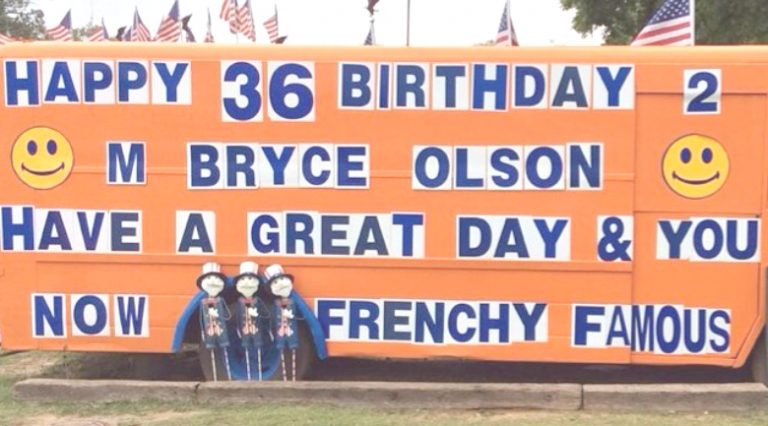 HAPPY 36 BIRTHDAY 2
M BRYCE OLSON
HAVE A GREAT DAY & YOU
NOW FRENCHY FAMOUS